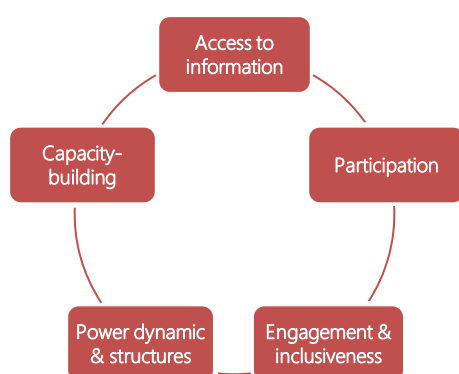 Access to
information
Participation
Engagement &
inclusiveness
Power dynamic
& structures
Capacity-
building